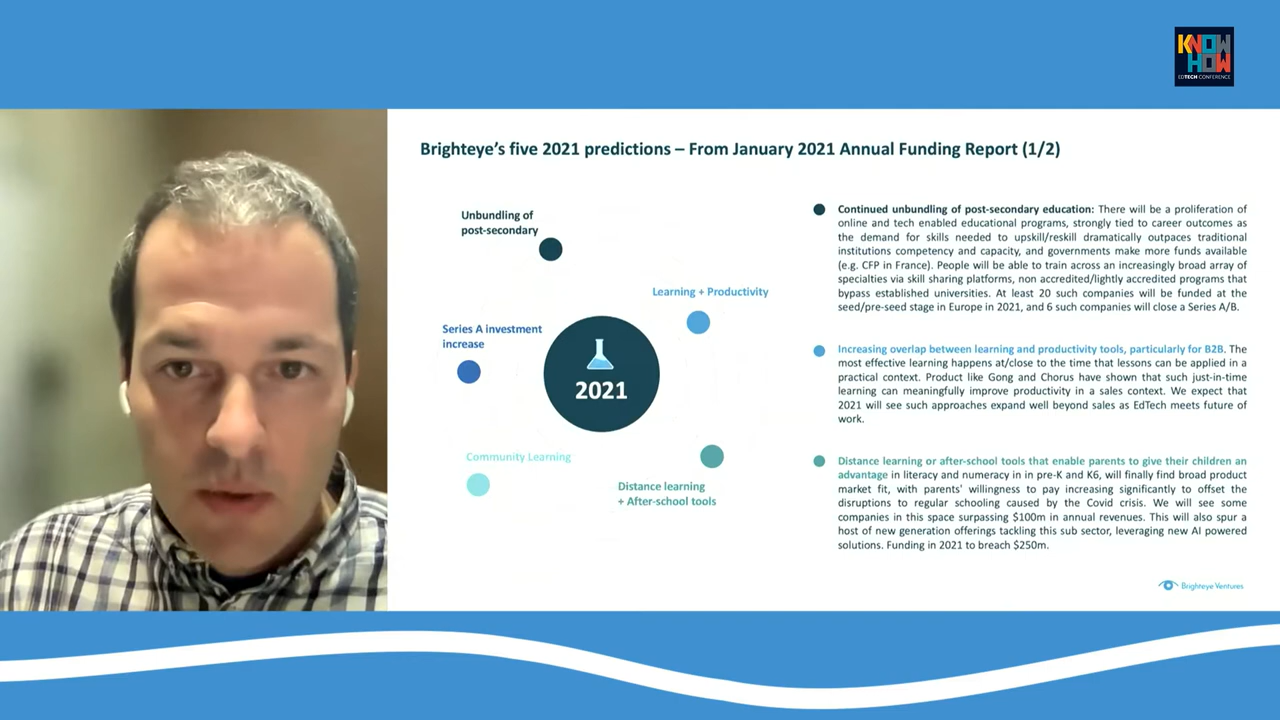 KNOW
HOW
EDTECH CONFERENCE
Brighteye's five 2021 predictions – From January 2021 Annual Funding Report (1/2)
Unbundling of
post-secondary
Learning + Productivity
Series A investment
increase
2021
Community Learning
Distance learning
+ After-school tools
Continued unbundling of post-secondary education: There will be a proliferation of
online and tech enabled educational programs, strongly tied to career outcomes as
the demand for skills needed to upskill/reskill dramatically outpaces traditional
institutions competency and capacity, and governments make more funds available
(e.g. CFP in France). People will be able to train across an increasingly broad array of
specialties via skill sharing platforms, non accredited/lightly accredited programs that
bypass established universities. At least 20 such companies will be funded at the
seed/pre-seed stage in Europe in 2021, and 6 such companies will close a Series A/B.
Increasing overlap between learning and productivity tools, particularly for B2B. The
most effective learning happens at/close to the time that lessons can be applied in a
practical context. Product like Gong and Chorus have shown that such just-in-time
learning can meaningfully improve productivity in a sales context. We expect that
2021 will see such approaches expand well beyond sales as EdTech meets future of
work.
Distance learning or after-school tools that enable parents to give their children an
advantage in literacy and numeracy in in pre-K and K6, will finally find broad product
market fit, with parents' willingness to pay increasing significantly to offset the
disruptions to regular schooling caused by the Covid crisis. We will see some
companies in this space surpassing $100m in annual revenues. This will also spur a
host of new generation offerings tackling this sub sector, leveraging new AI powered
solutions. Funding in 2021 to breach $250m.
Brighteye Ventures